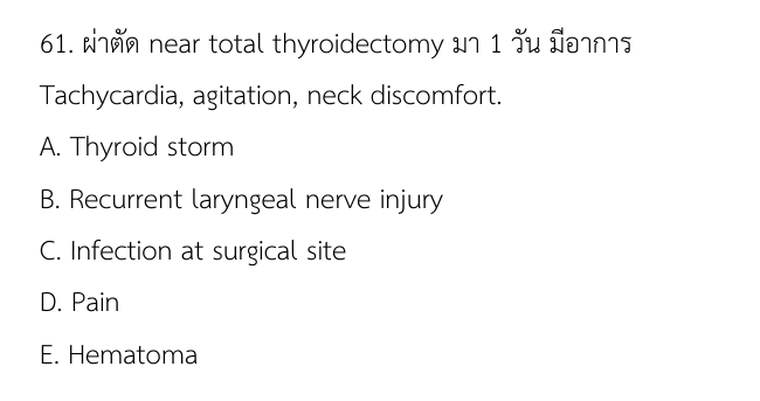 61. ผ่าตัด near total thyroidectomy มา 1 วัน มีอาการ
Tachycardia, agitation, neck discomfort.
A. Thyroid storm
B. Recurrent laryngeal nerve injury
C. Infection at surgical site
D. Pain
E. Hematoma